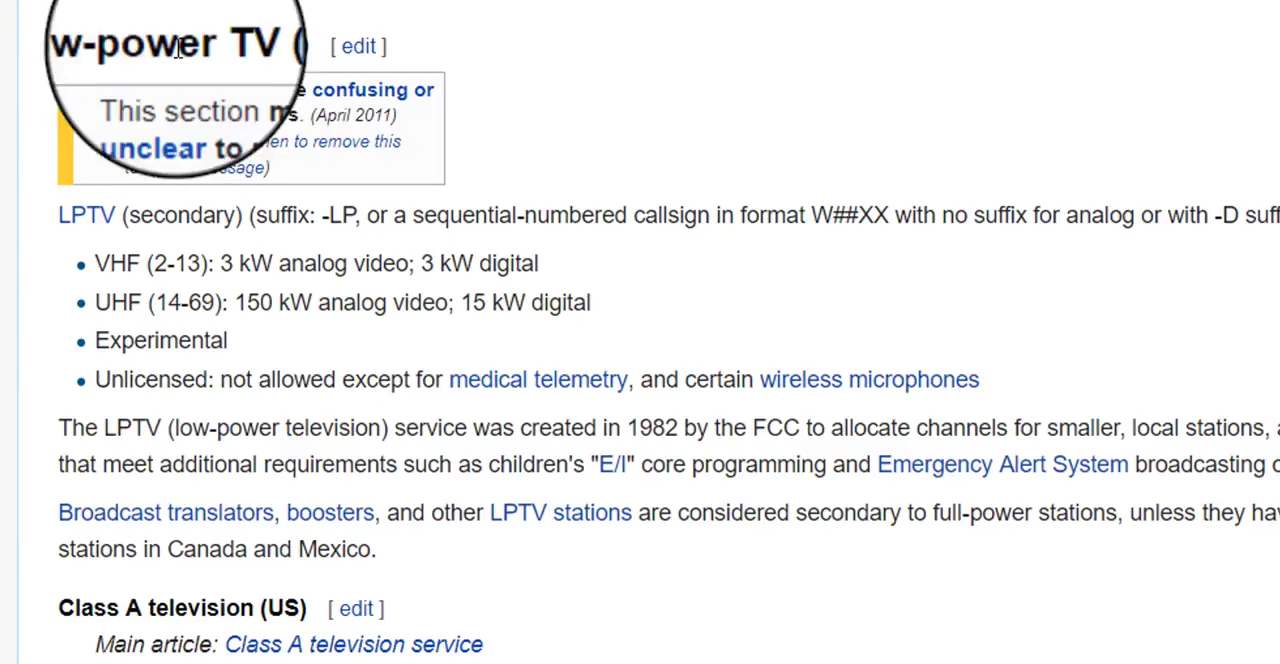 w-power TV ( [ edit ]
This section m e confusing or
unclear to s. (April 2011)
en to remove this
sage)
LPTV (secondary) (suffix: -LP, or a sequential-numbered callsign in format W##XX with no suffix for analog or with -D suff
VHF (2-13): 3 kW analog video; 3 kW digital
UHF (14-69): 150 kW analog video; 15 kW digital
Experimental
Unlicensed: not allowed except for medical telemetry, and certain wireless microphones
The LPTV (low-power television) service was created in 1982 by the FCC to allocate channels for smaller, local stations, a
that meet additional requirements such as children's "E/I" core programming and Emergency Alert System broadcasting c
Broadcast translators, boosters, and other LPTV stations are considered secondary to full-power stations, unless they hav
stations in Canada and Mexico.
Class A television (US) [ edit ]
Main article: Class A television service